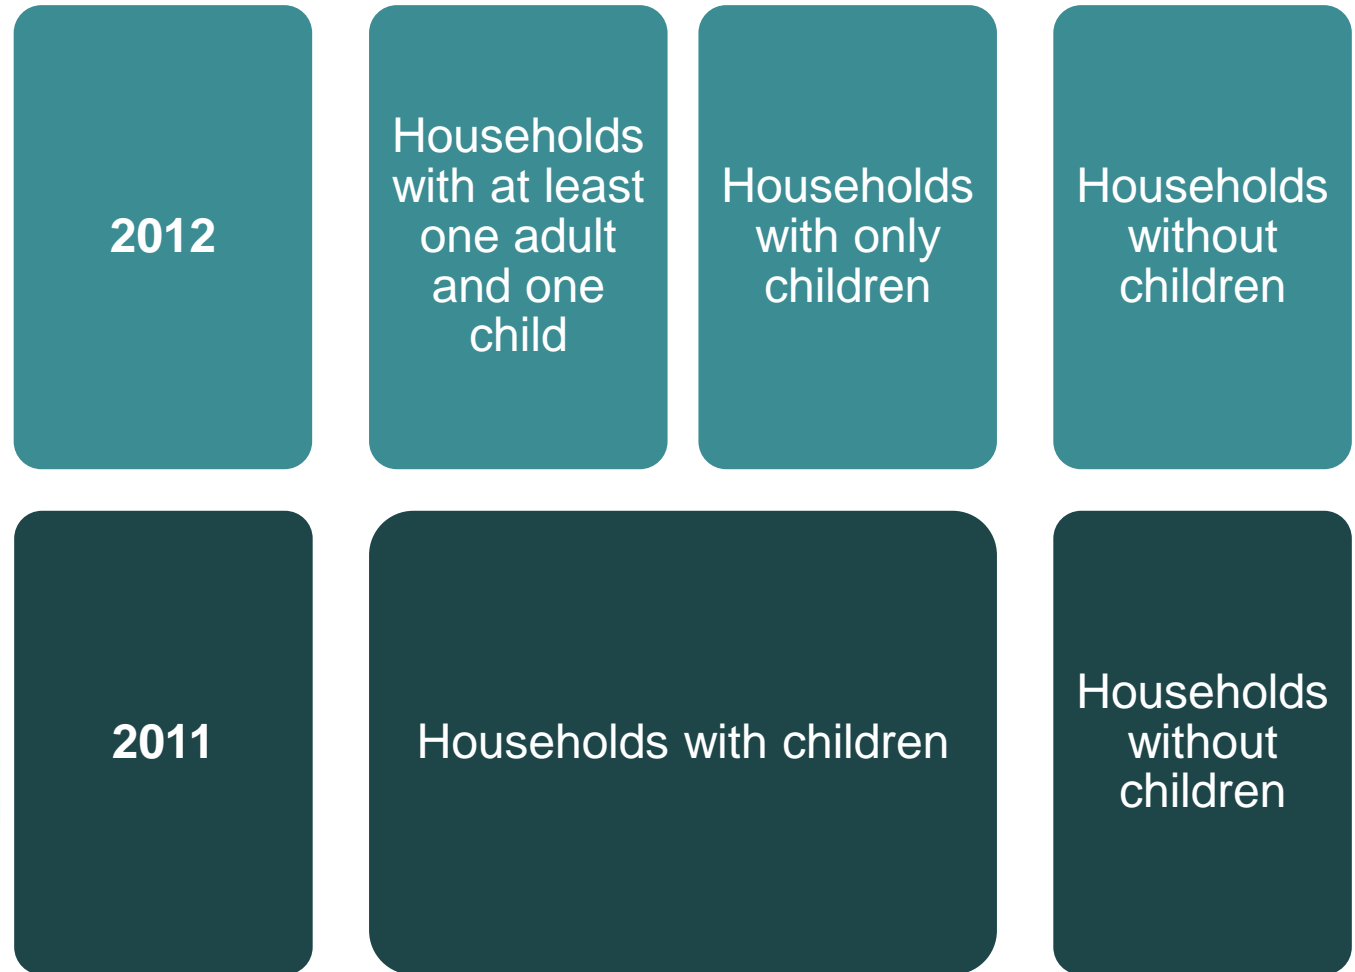 2012
Households
with at least
one adult
and one
child
Households
with only
children
Households
without
children
2011
Households with children
Households
without
children